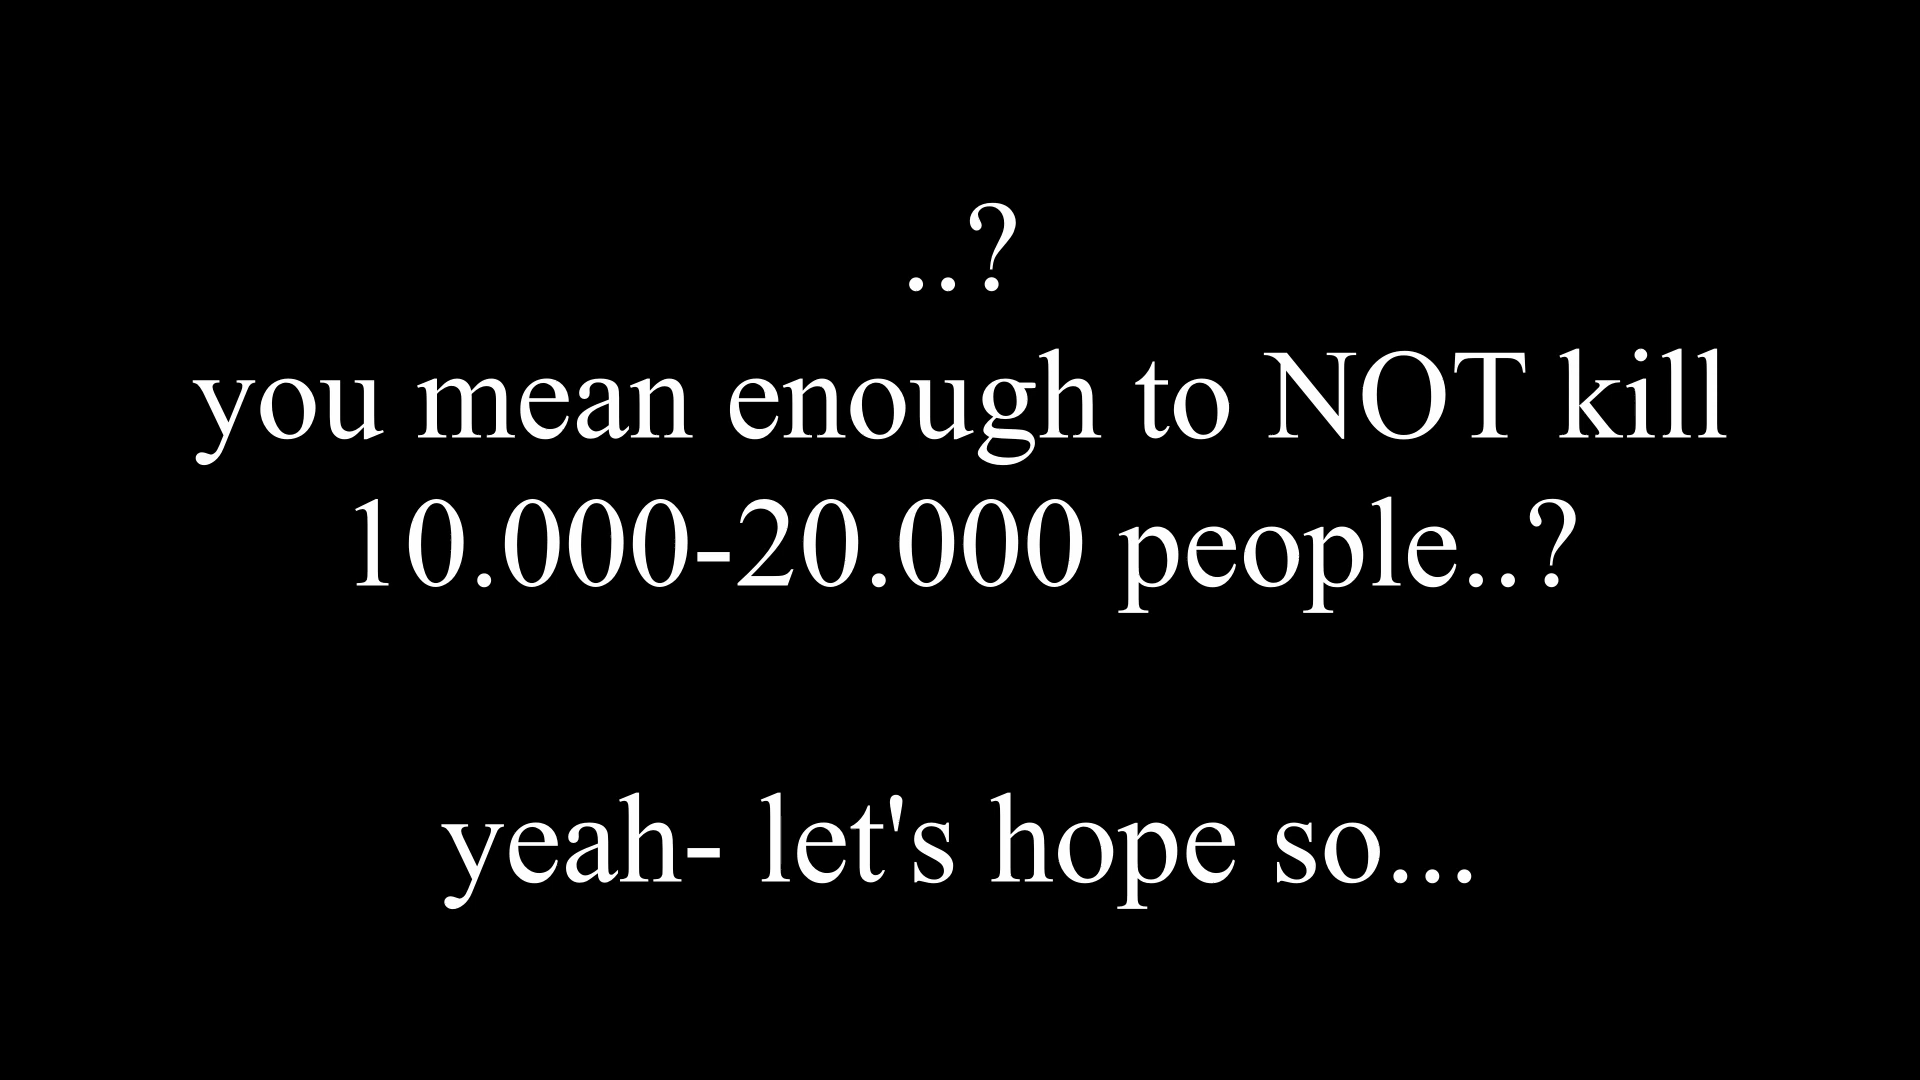 ..?
you mean enough to NOT kill
10.000-20.000 people..?
yeah- let's hope so...